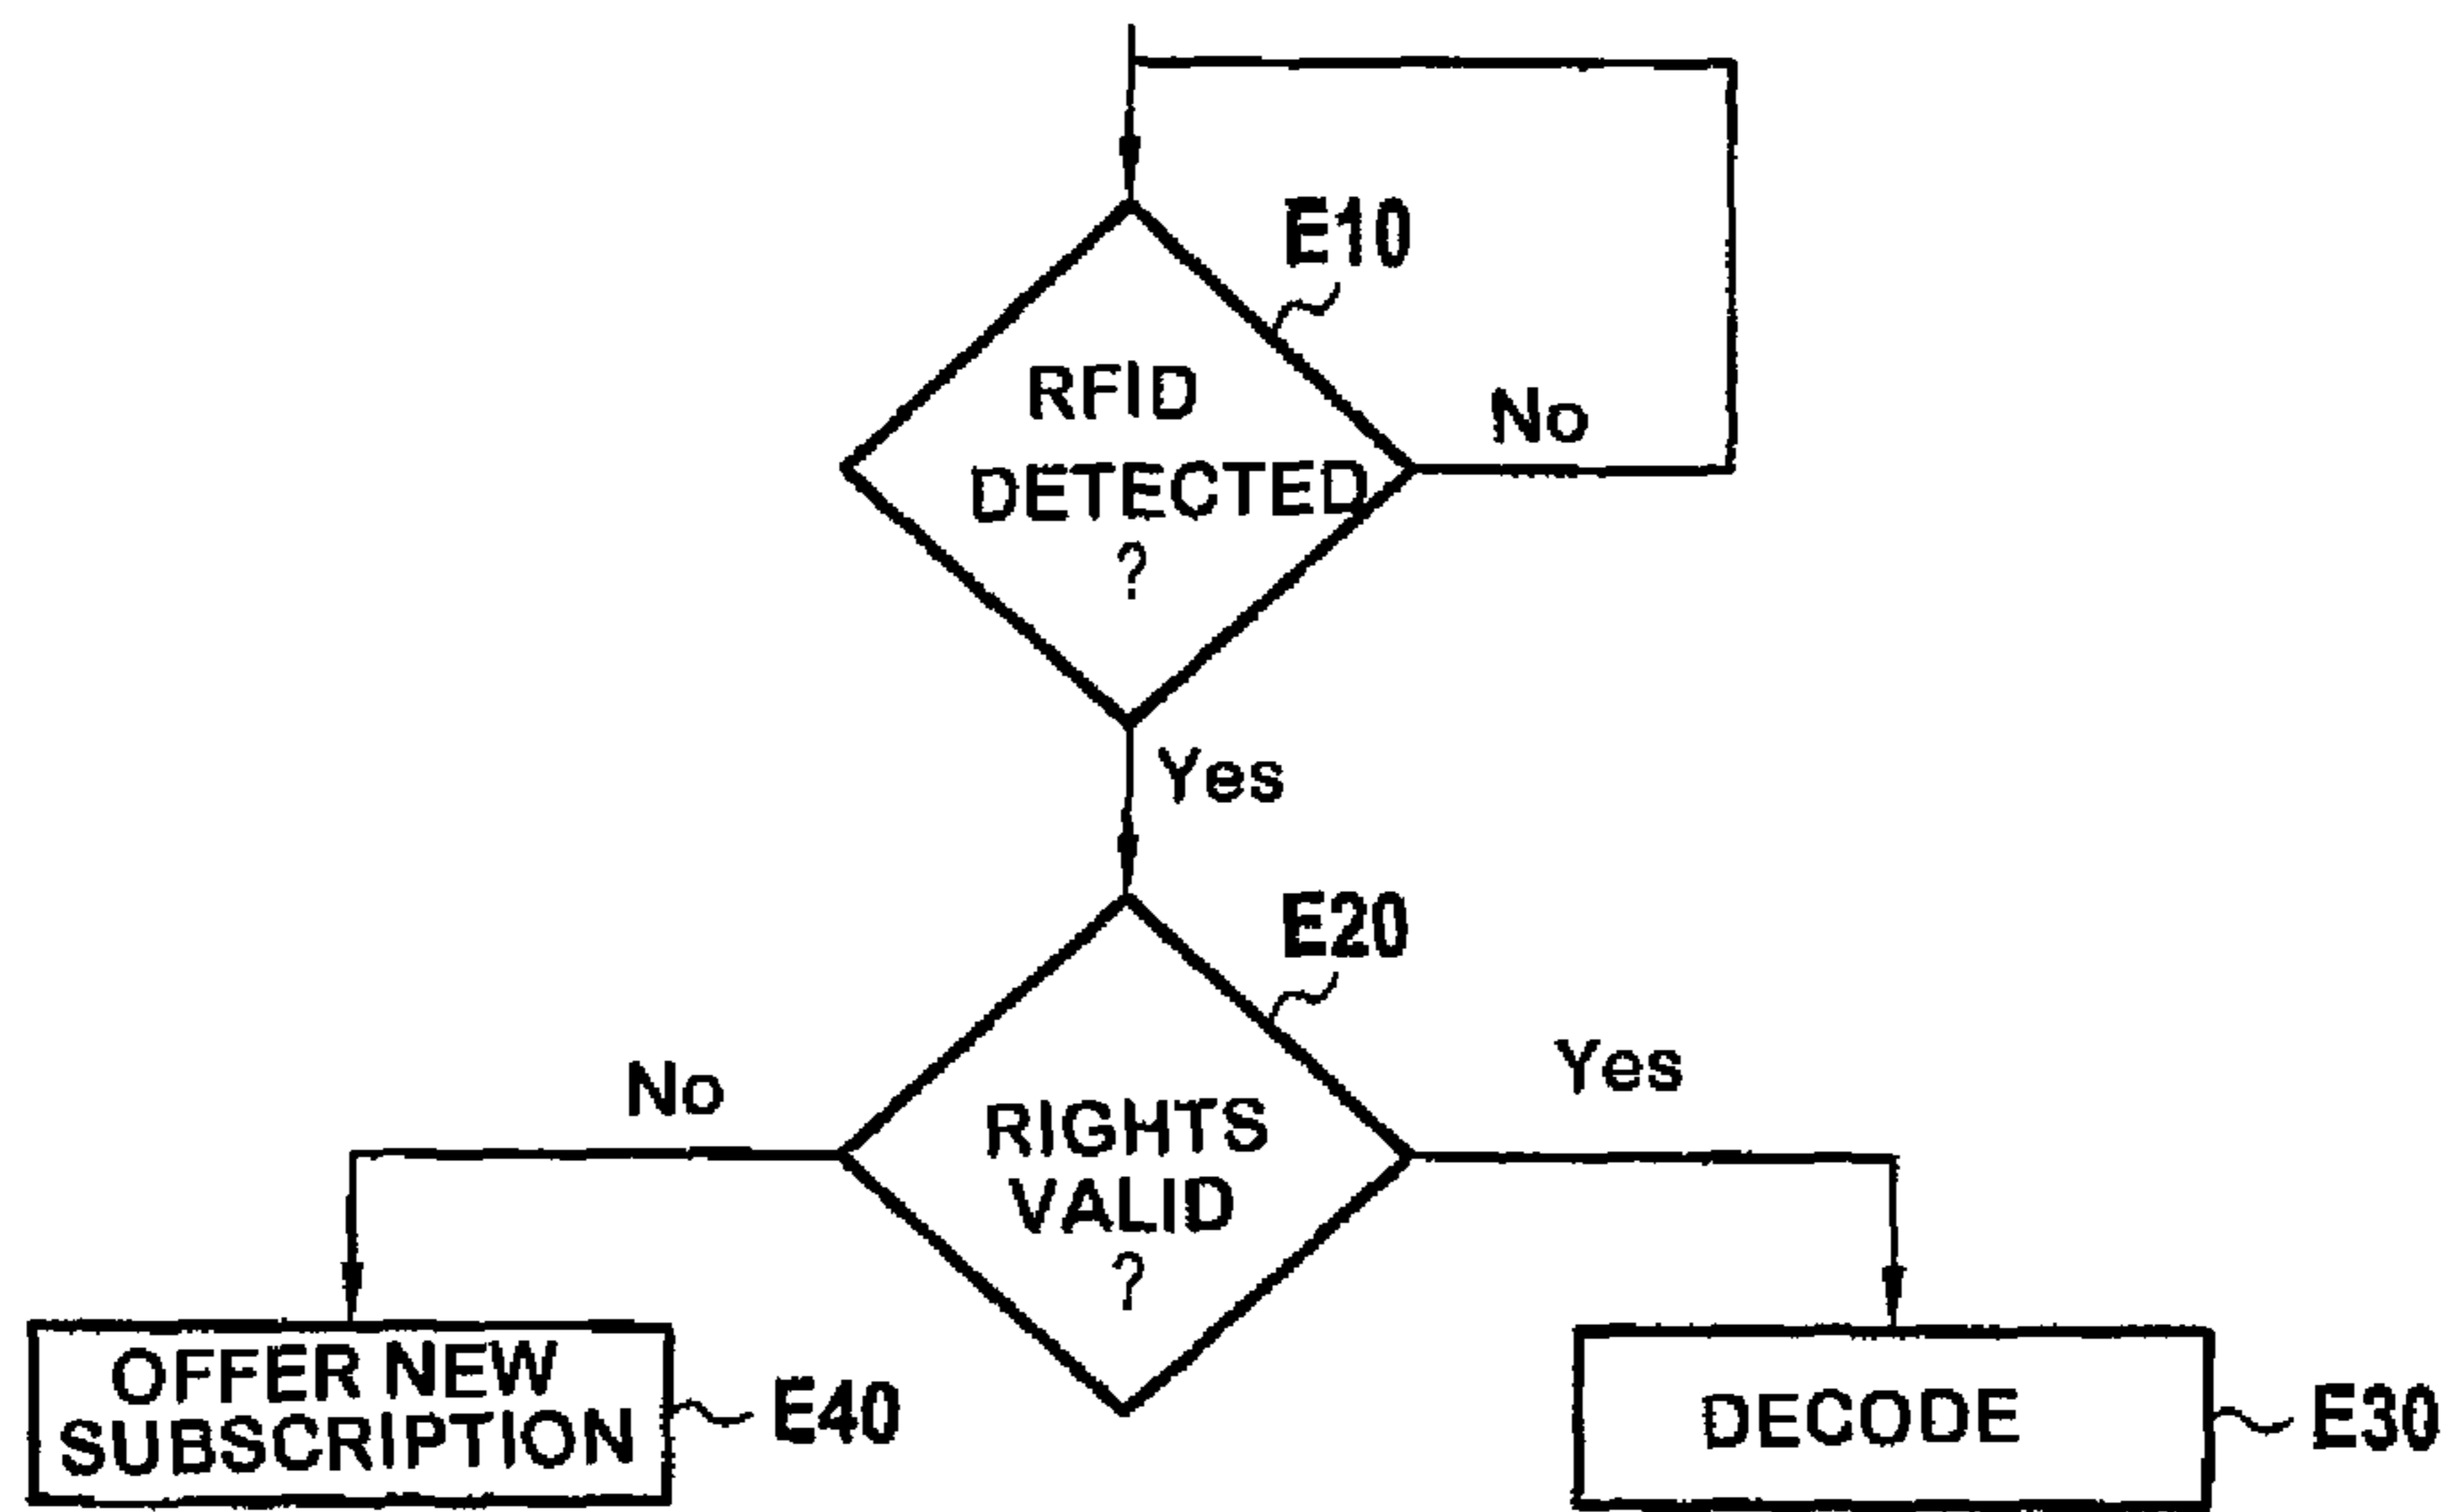 E10
RFID
DETECTED
?
No
Yes
E20
RIGHTS
VALID
?
No
Yes
OFFER NEW
SUBSCRIPTION
E40
DECODE
E30